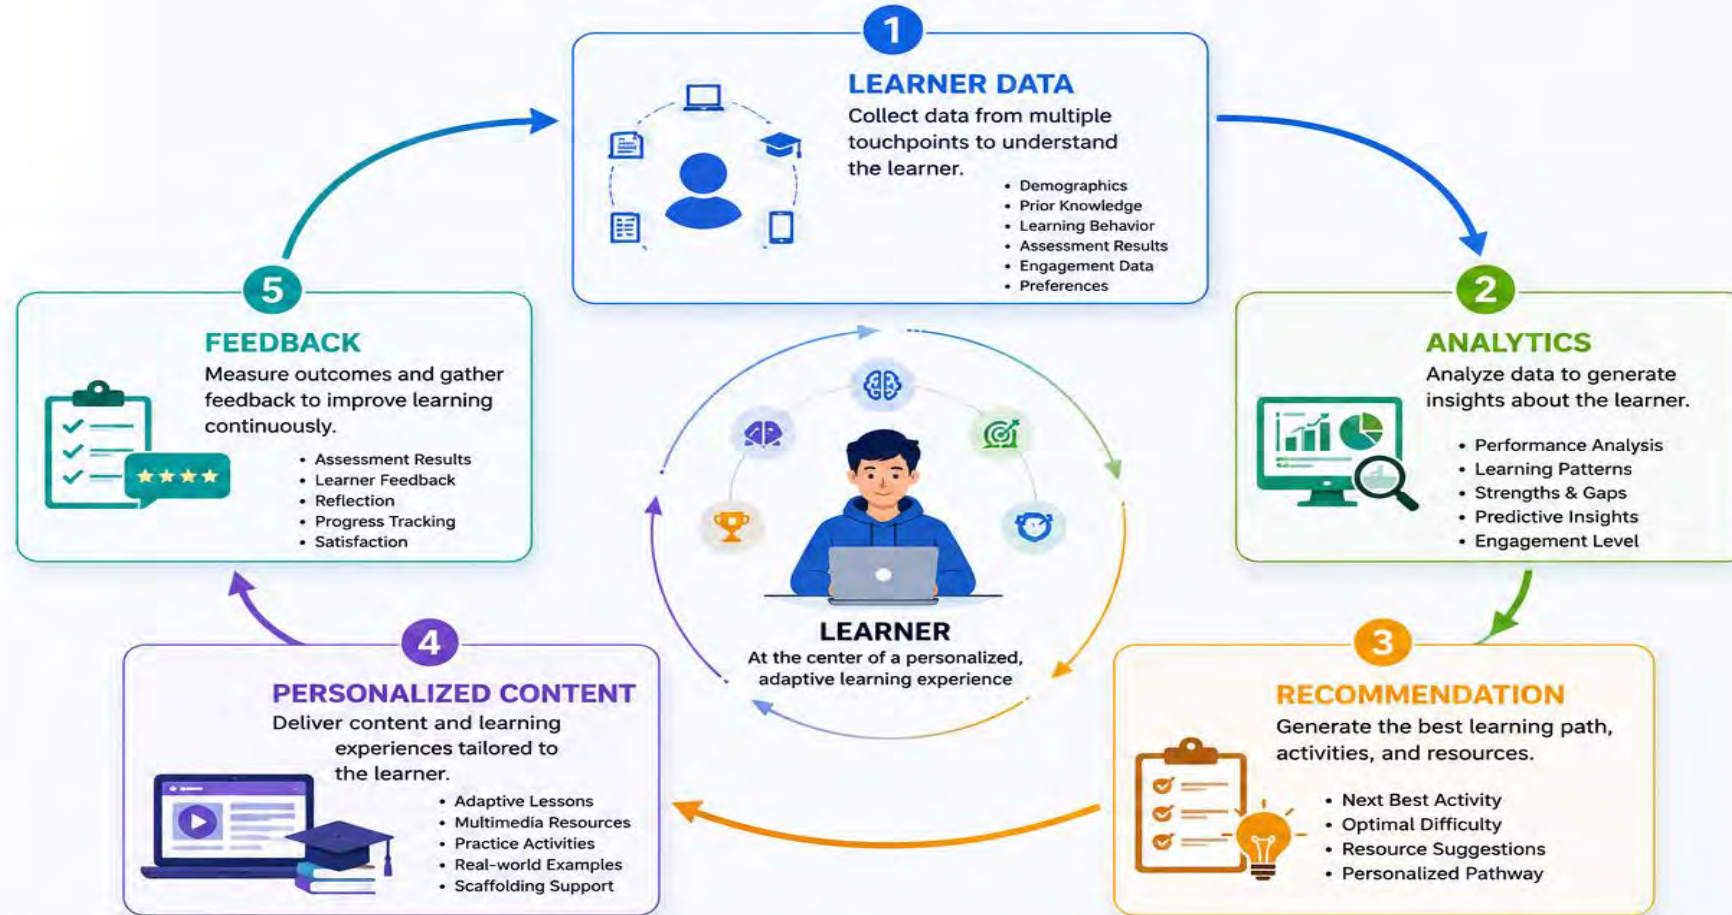 1
LEARNER DATA
Collect data from multiple
touchpoints to understand
the learner.
• Demographics
• Prior Knowledge
• Learning Behavior
• Assessment Results
• Engagement Data
• Preferences
2
ANALYTICS
Analyze data to generate
insights about the learner.
• Performance Analysis
• Learning Patterns
• Strengths & Gaps
• Predictive Insights
• Engagement Level
3
RECOMMENDATION
Generate the best learning path,
activities, and resources.
• Next Best Activity
• Optimal Difficulty
• Resource Suggestions
• Personalized Pathway
4
PERSONALIZED CONTENT
Deliver content and learning
experiences tailored to
the learner.
• Adaptive Lessons
• Multimedia Resources
• Practice Activities
• Real-world Examples
• Scaffolding Support
5
FEEDBACK
Measure outcomes and gather
feedback to improve learning
continuously.
• Assessment Results
• Learner Feedback
• Reflection
• Progress Tracking
• Satisfaction
LEARNER
At the center of a personalized,
adaptive learning experience